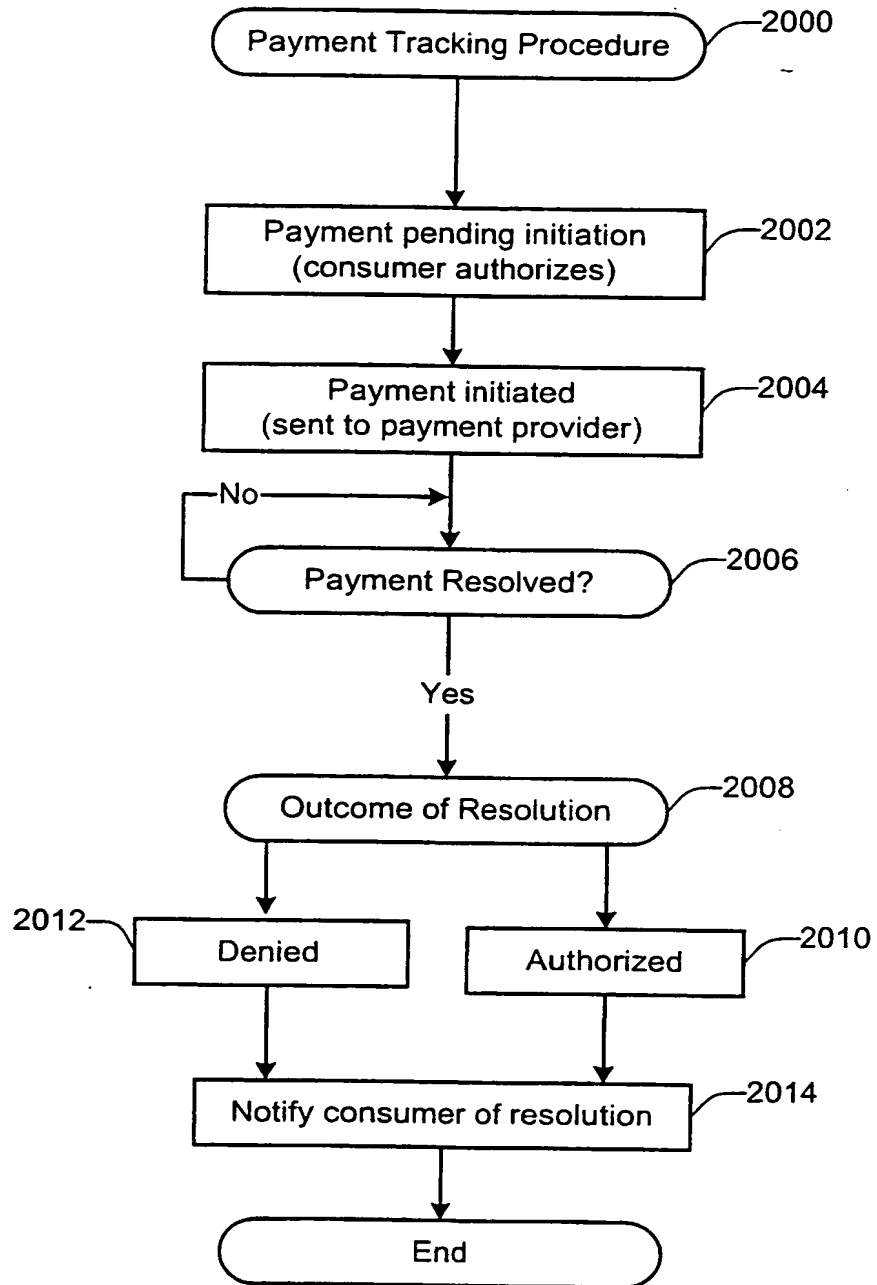 Payment Tracking Procedure
2000
Payment pending initiation
(consumer authorizes)
2002
Payment initiated
(sent to payment provider)
2004
No
Payment Resolved?
2006
Yes
Outcome of Resolution
2008
2012
Denied
Authorized
2010
Notify consumer of resolution
2014
End